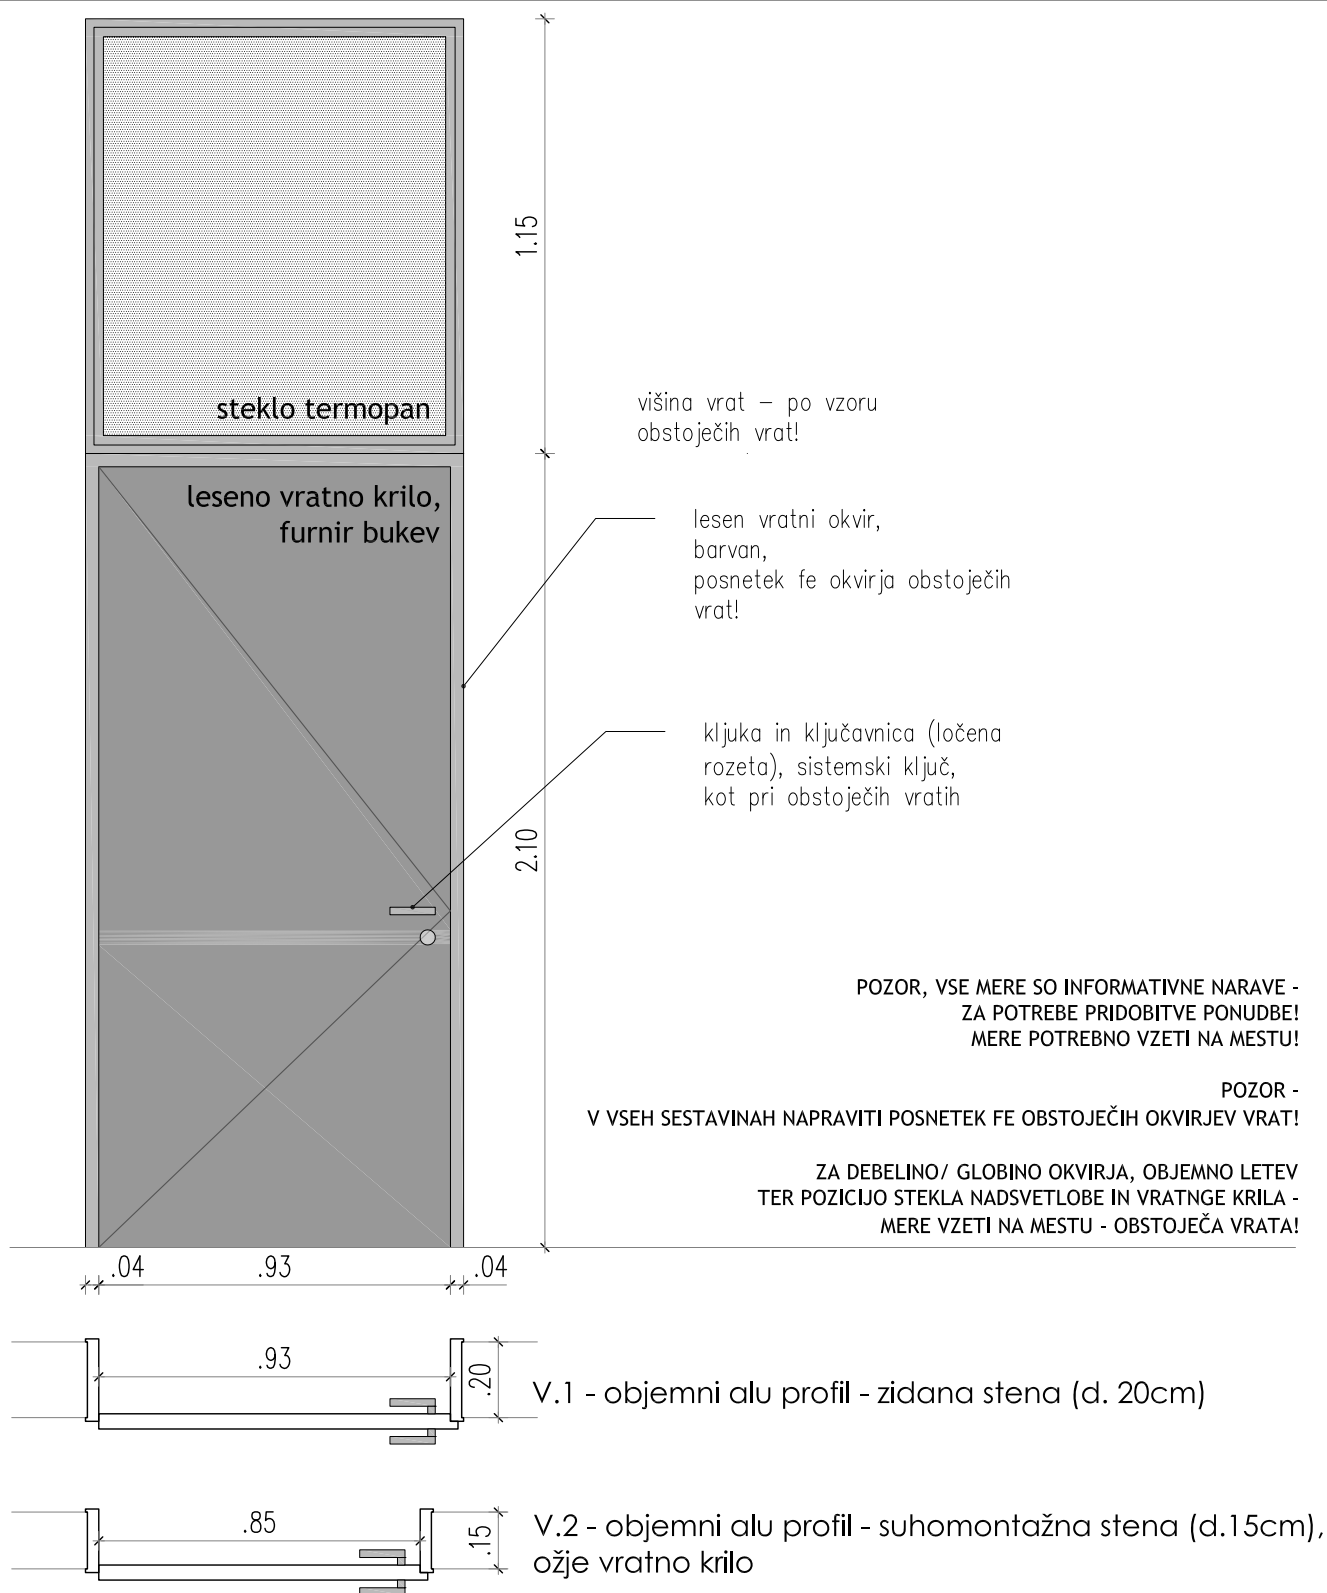 1.15
steklo termopan
višina vrat – po vzoru
obstoječih vrat!
leseno vratno krilo,
furnir bukev
lesen vratni okvir,
barvan,
posnetek fe okvirja obstoječih
vrat!
kljuka in ključavnica (ločena
rozeta), sistemski ključ,
kot pri obstoječih vratih
2.10
POZOR, VSE MERE SO INFORMATIVNE NARAVE -
ZA POTREBE PRIDOBITVE PONUDBE!
MERE POTREBNO VZETI NA MESTU!
POZOR -
V VSEH SESTAVINAH NAPRAVITI POSNETEK FE OBSTOJEČIH OKVIRJEV VRAT!
ZA DEBELINO/ GLOBINO OKVIRJA, OBJEMNO LETEV
TER POZICIJO STEKLA NADSVETLOBE IN VRATNGE KRILA -
MERE VZETI NA MESTU - OBSTOJEČA VRATA!
.04 .93 .04
.93
.20
V.1 - objemni alu profil - zidana stena (d. 20cm)
.85
.15
V.2 - objemni alu profil - suhomontažna stena (d.15cm),
ožje vratno krilo